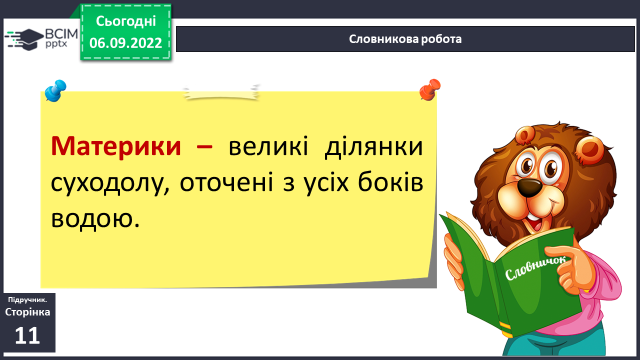 Сьогодні
06.09.2022
ВСІМ
pptx
Словникова робота
Материки – великі ділянки
суходолу, оточені з усіх боків
водою.
Словничок
Підручник.
Сторінка
11